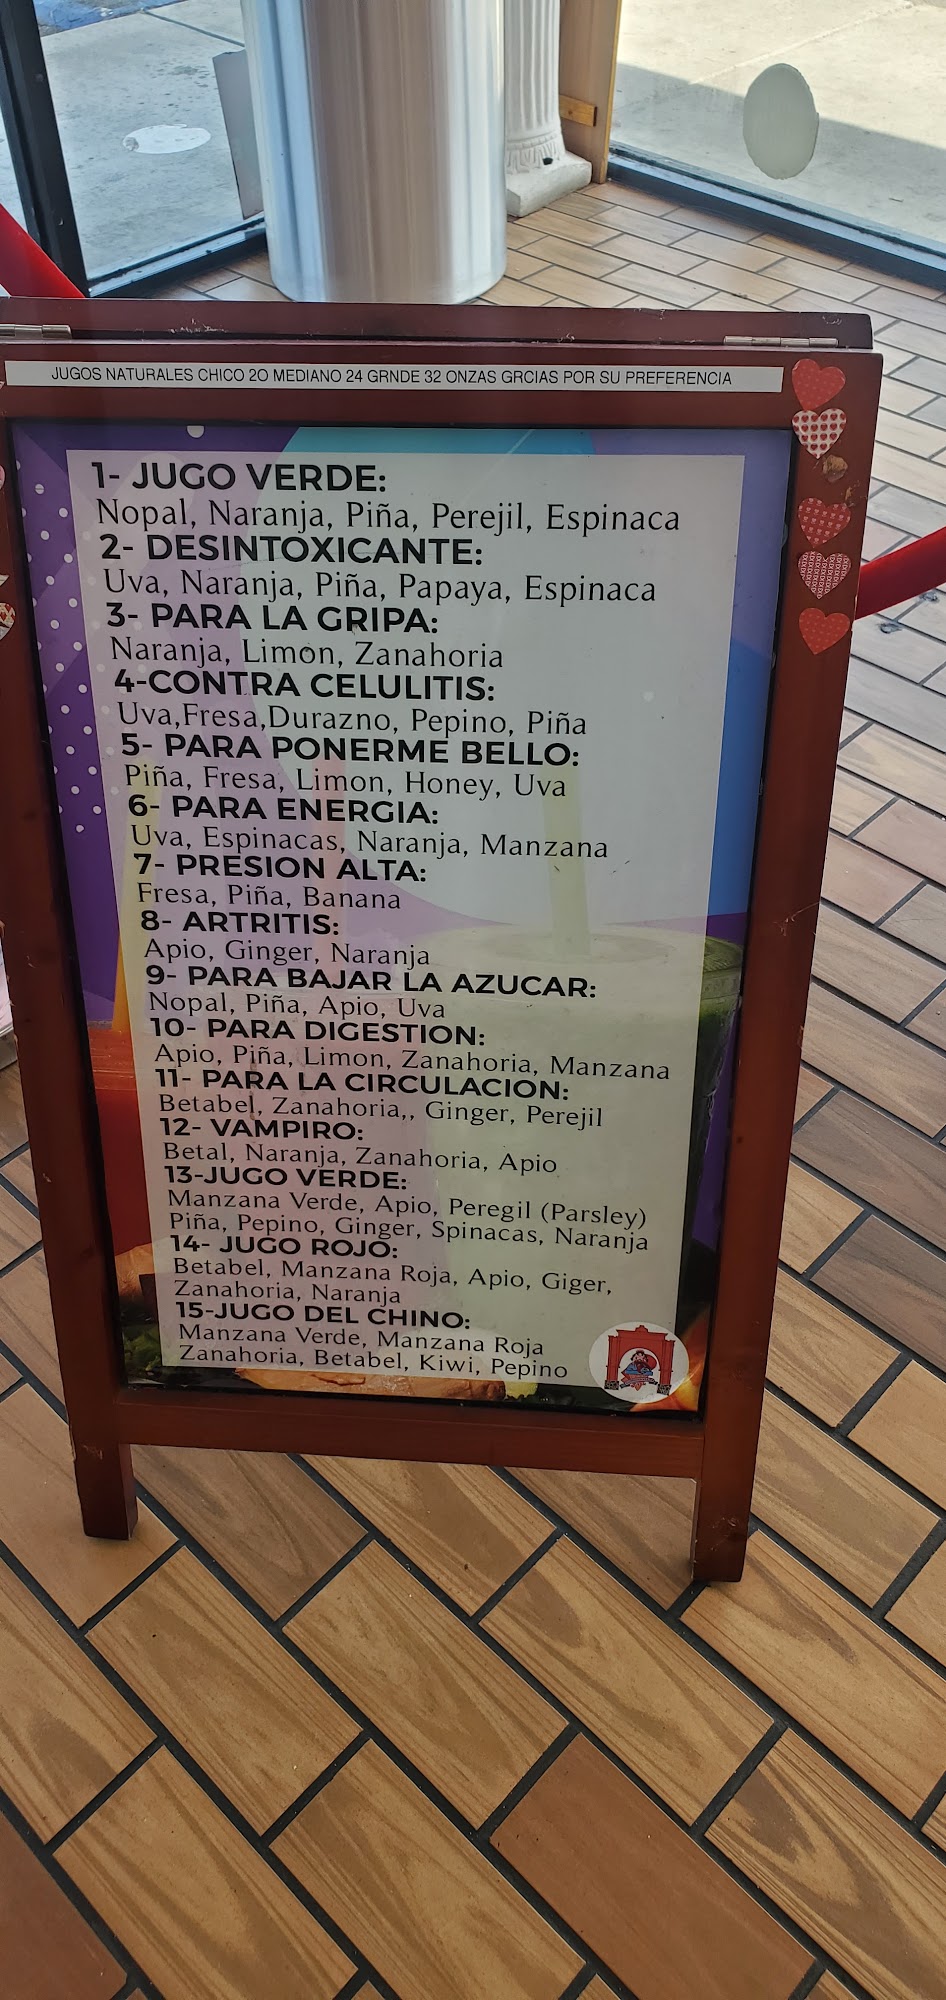 JUGOS NATURALES CHICO 20 MEDIANO 24 GRNDE 32 ONZAS GRCIAS POR SU PREFERENCIA
1- JUGO VERDE:
Nopal, Naranja, Piña, Perejil, Espinaca
2- DESINTOXICANTE:
Uva, Naranja, Piña, Papaya, Espinaca
3- PARA LA GRIPA:
Naranja, Limon, Zanahoria
4-CONTRA CELULITIS:
Uva,Fresa,Durazno, Pepino, Piña
5- PARA PONERME BELLO:
Piña, Fresa, Limon, Honey, Uva
6- PARA ENERGIA:
Uva, Espinacas, Naranja, Manzana
7- PRESION ALTA:
Fresa, Piña, Banana
8- ARTRITIS:
Apio, Ginger, Naranja
9- PARA BAJAR LA AZUCAR:
Nopal, Piña, Apio, Uva
10- PARA DIGESTION:
Apio, Piña, Limon, Zanahoria, Manzana
11- PARA LA CIRCULACION:
Betabel, Zanahoria,, Ginger, Perejil
12- VAMPIRO:
Betal, Naranja, Zanahoria, Apio
13-JUGO VERDE:
Manzana Verde, Apio, Peregil (Parsley)
Piña, Pepino, Ginger, Spinacas, Naranja
14- JUGO ROJO:
Betabel, Manzana Roja, Apio, Giger,
Zanahoria, Naranja
15-JUGO DEL CHINO:
Manzana Verde, Manzana Roja
Zanahoria, Betabel, Kiwi, Pepino